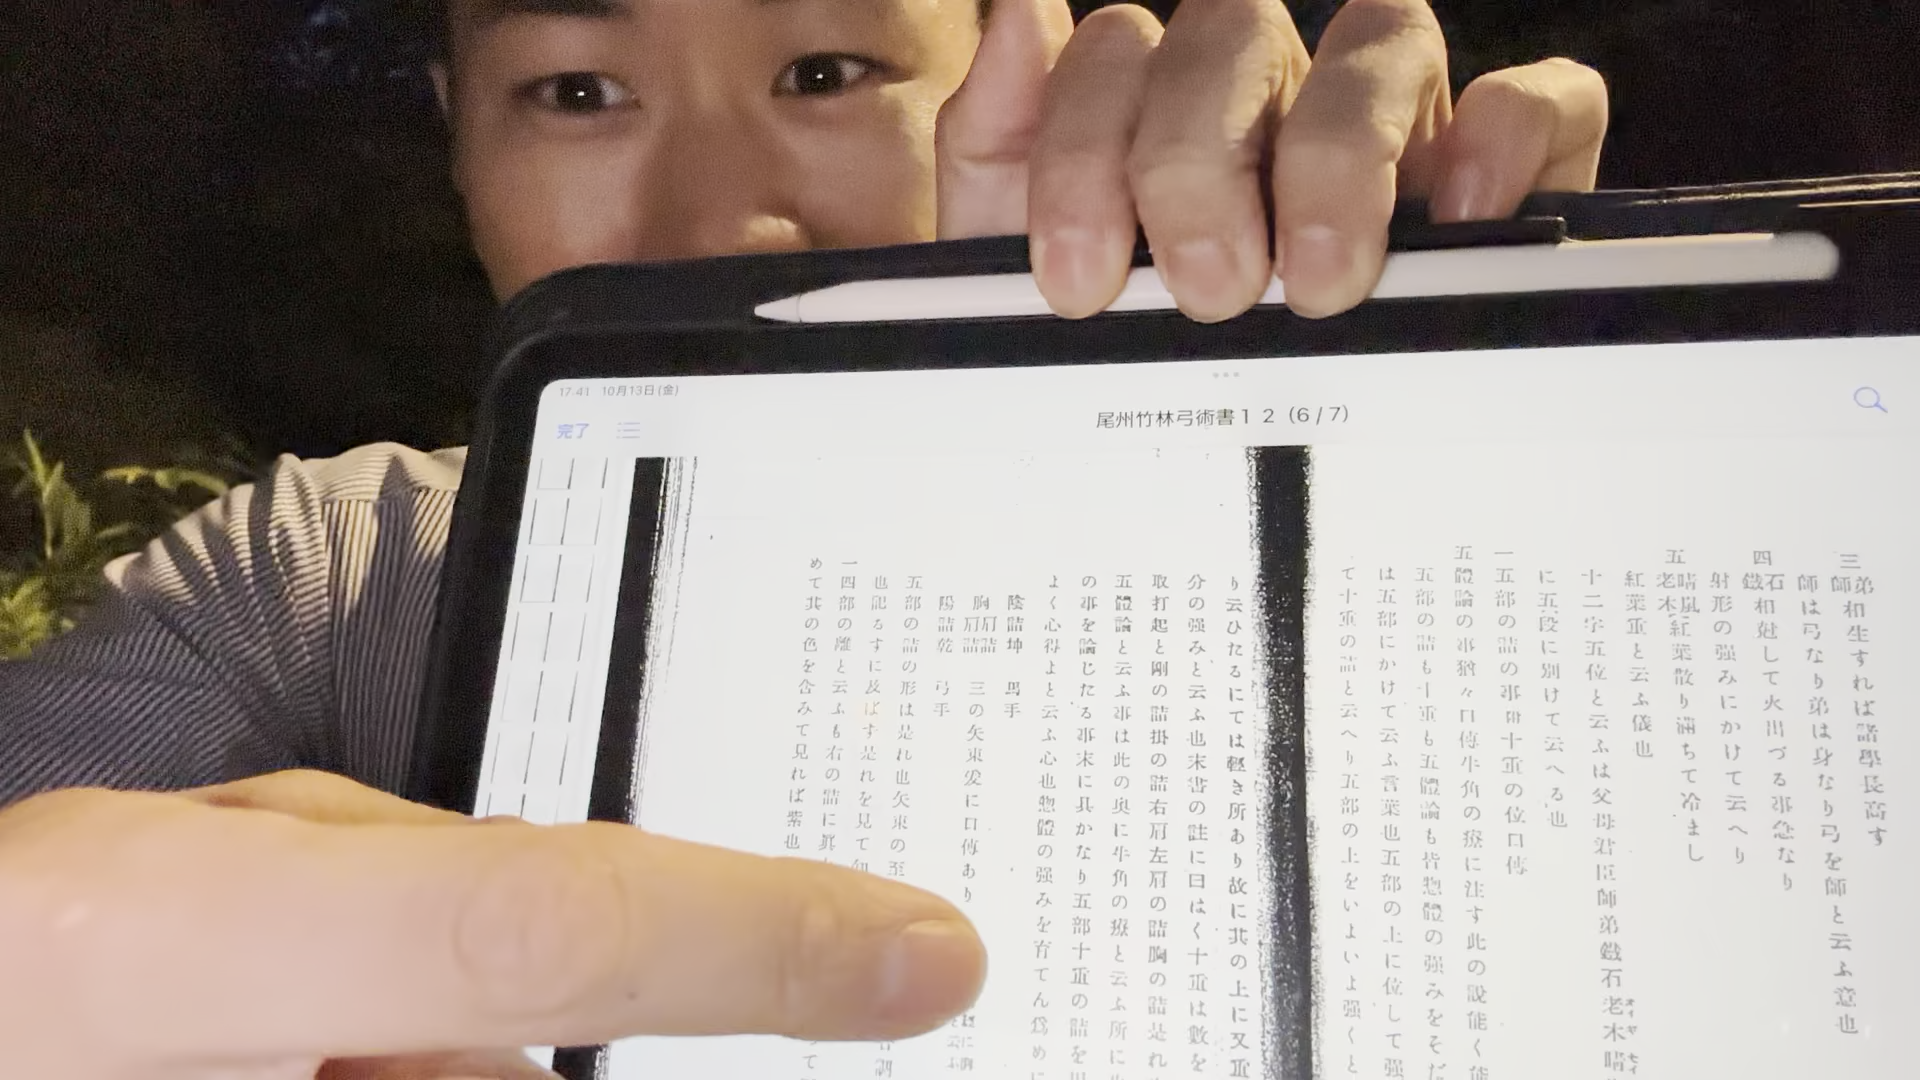 17:41 10月13日(金)
完了
尾州竹林弓術書12 (6/7)
三 弟和生すれば諸學長高す
師
師は弓なり弟は身なり弓を師と云ふ意也
四 石和尅して火出づる事急なり
鐵
射形の强みにかけて云へり
五 晴嵐紅葉散り滿ちて冷まし
老木
紅葉重と云ふ儀也
十二字五位と云ふは父母君臣師弟鐵石老木晴
に五段に別けて云へる也
一五部の詰の事附十重の位口傳
五體論の事猶々口傳牛角の療に注す此の說能く能
五部の詰も十重も五體論も皆惣體の强みをそだ
は五部にかけて云ふ言葉也五部の上に位して强
て十重の詰と云へり五部の上をいよいよ强くと
り云ひたるにては輕き所あり故に其の上に又重
分の强みと云ふ也末書の註に曰はく十重は數を
取打起と剛の詰掛の詰右肩左肩の詰胸の詰是れ
五體論と云ふ事は此の奥に牛角の療と云ふ所に
の事を論じたる事末に具かなり五部十重の詰を
よく心得よと云ふ心也惣體の强みを育てん爲め
陰詰坤 馬手
胸肩詰 三の矢束爰に口傳あり
肩詰
陽詰乾 弓手
五部の詰の形は是れ也矢束の至
也記るすに及ばす是れを見て
一四部の離と云ふも右の詰に
めて其の色を含みて見れば紫也